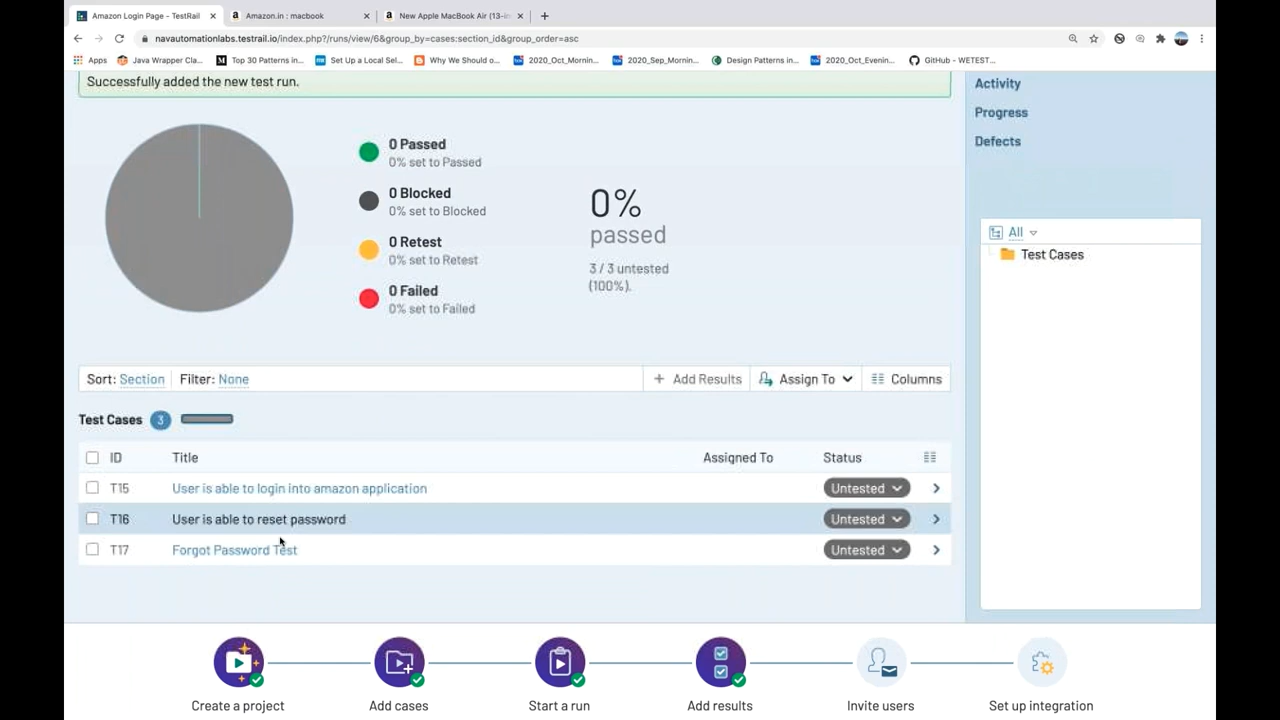 Amazon Login Page - TestRail
Amazon.in : macbook
New Apple MacBook Air (13-in
navautomationlabs.testrail.io/index.php?/runs/view/6&group_by=cases:section_id&group_order=asc
Apps
Java Wrapper Cla...
Top 30 Patterns in...
Set Up a Local Sel...
Why We Should o...
2020_Oct_Mornin...
2020_Sep_Mornin...
Design Patterns in...
2020_Oct_Evenin...
GitHub - WETEST...
Successfully added the new test run.
Activity
Progress
Defects
0 Passed
0% set to Passed
0 Blocked
0% set to Blocked
0 Retest
0% set to Retest
0 Failed
0% set to Failed
0%
passed
3 / 3 untested
(100%).
All
Test Cases
Sort: Section
Filter: None
+ Add Results
Assign To
Columns
Test Cases 3
ID Title Assigned To Status
T15 User is able to login into amazon application Untested
T16 User is able to reset password Untested
T17 Forgot Password Test Untested
Create a project
Add cases
Start a run
Add results
Invite users
Set up integration